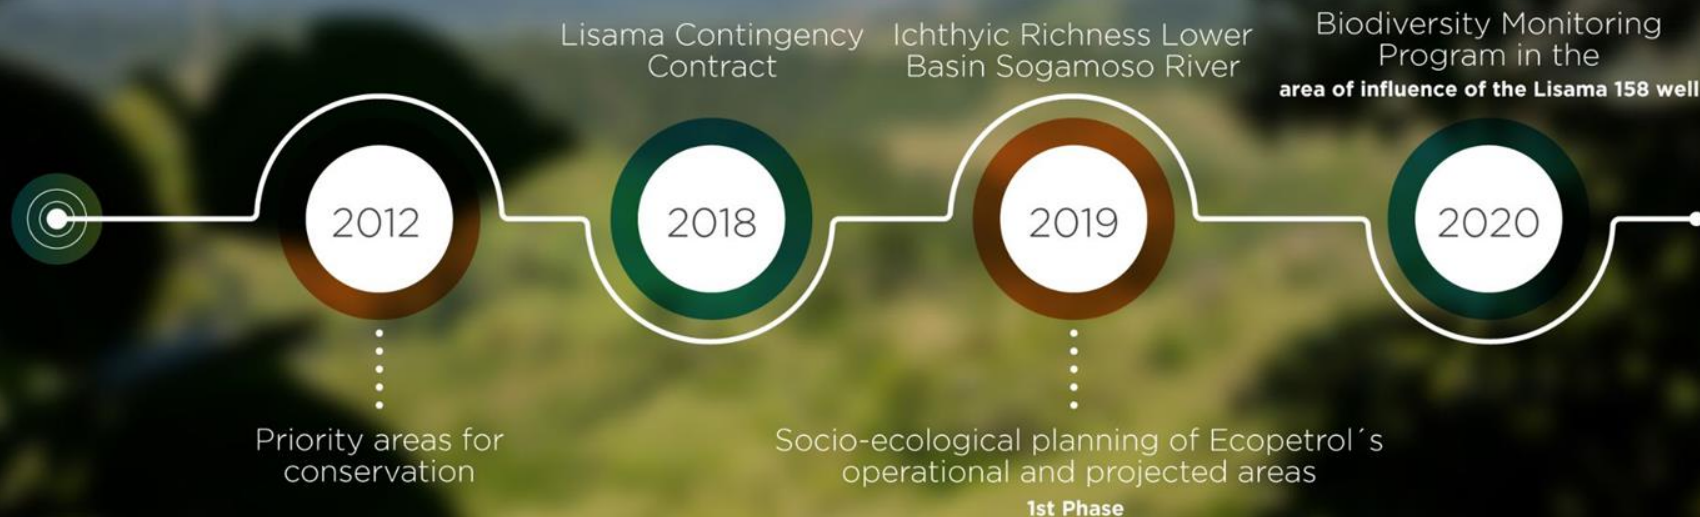 2012
Priority areas for
conservation
Lisama Contingency
Contract
2018
Ichthyic Richness Lower
Basin Sogamoso River
2019
Socio-ecological planning of Ecopetrol´s
operational and projected areas
1st Phase
Biodiversity Monitoring
Program in the
area of influence of the Lisama 158 well
2020